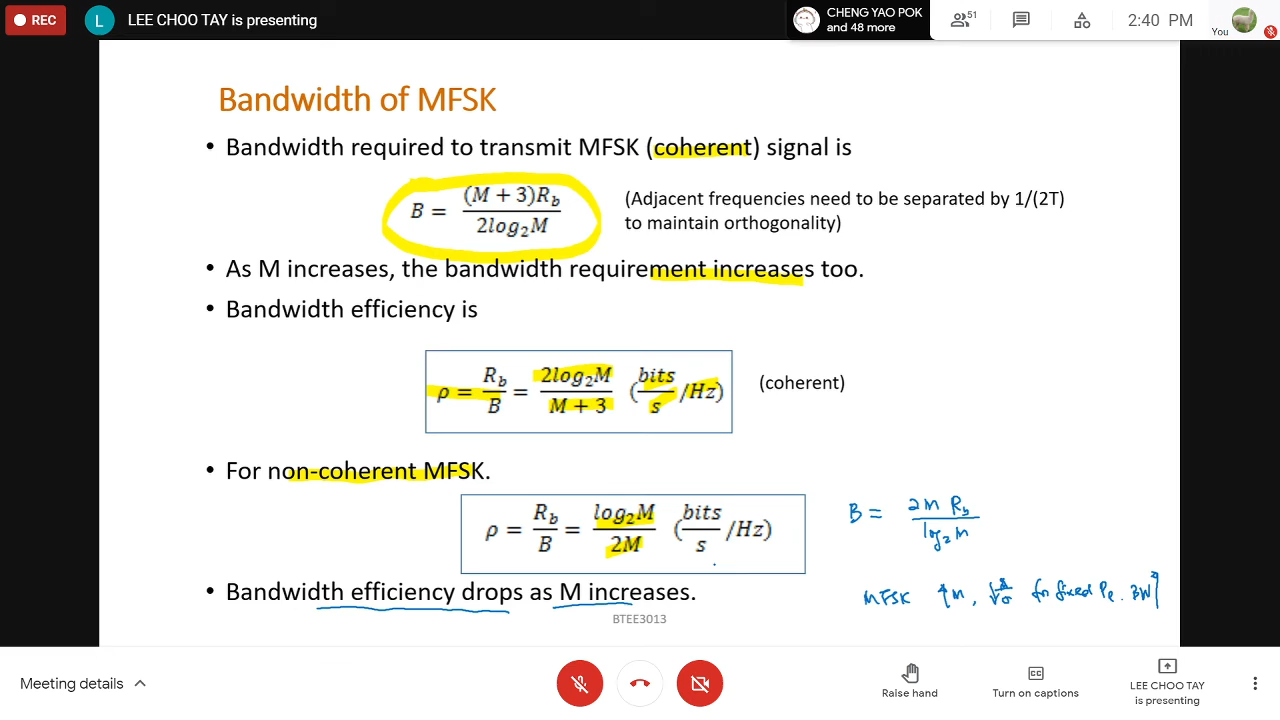 REC
L
LEE CHOO TAY is presenting
CHENG YAO POK
and 48 more
51
2:40 PM
You
Bandwidth of MFSK
• Bandwidth required to transmit MFSK (coherent) signal is
B = (M + 3)R_b / 2log_2M
(Adjacent frequencies need to be separated by 1/(2T)
to maintain orthogonality)
• As M increases, the bandwidth requirement increases too.
• Bandwidth efficiency is
ρ = R_b / B = 2log_2M / M + 3 (bits / s /Hz)
(coherent)
• For non-coherent MFSK.
ρ = R_b / B = log_2M / 2M (bits / s /Hz)
B = 2M R_b / log_2 M
• Bandwidth efficiency drops as M increases.
MFSK ↑M, for fixed Pe. BW↑
BTEE3013
Meeting details
Raise hand
CC
Turn on captions
LEE CHOO TAY
is presenting